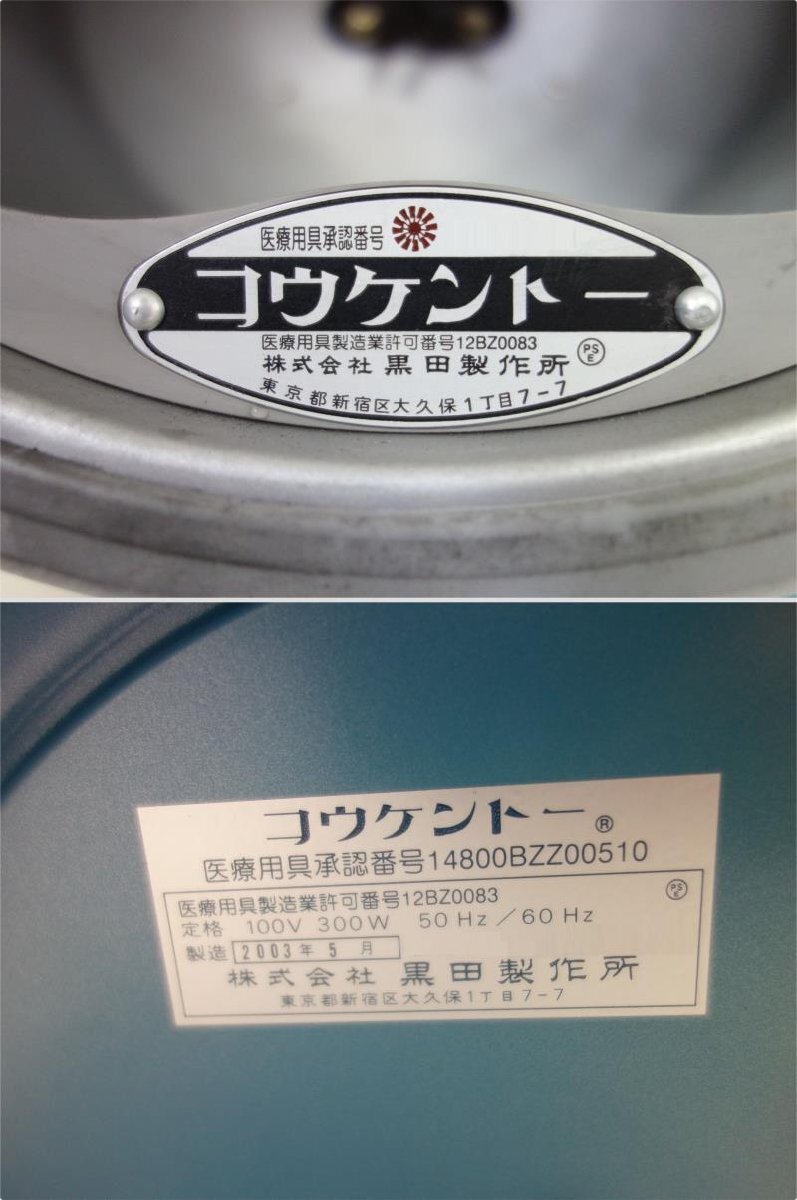 医療用具承認番号
コウケントー
医療用具製造業許可番号12BZ0083
株式会社 黒田製作所
PSE
東京都新宿区大久保1丁目7-7
コウケントー®
医療用具承認番号14800BZZ00510
医療用具製造業許可番号12BZ0083
PSE
定格 100V 300W 50Hz/60Hz
製造 2003年5月
株式会社 黒田製作所
東京都新宿区大久保1丁目7-7